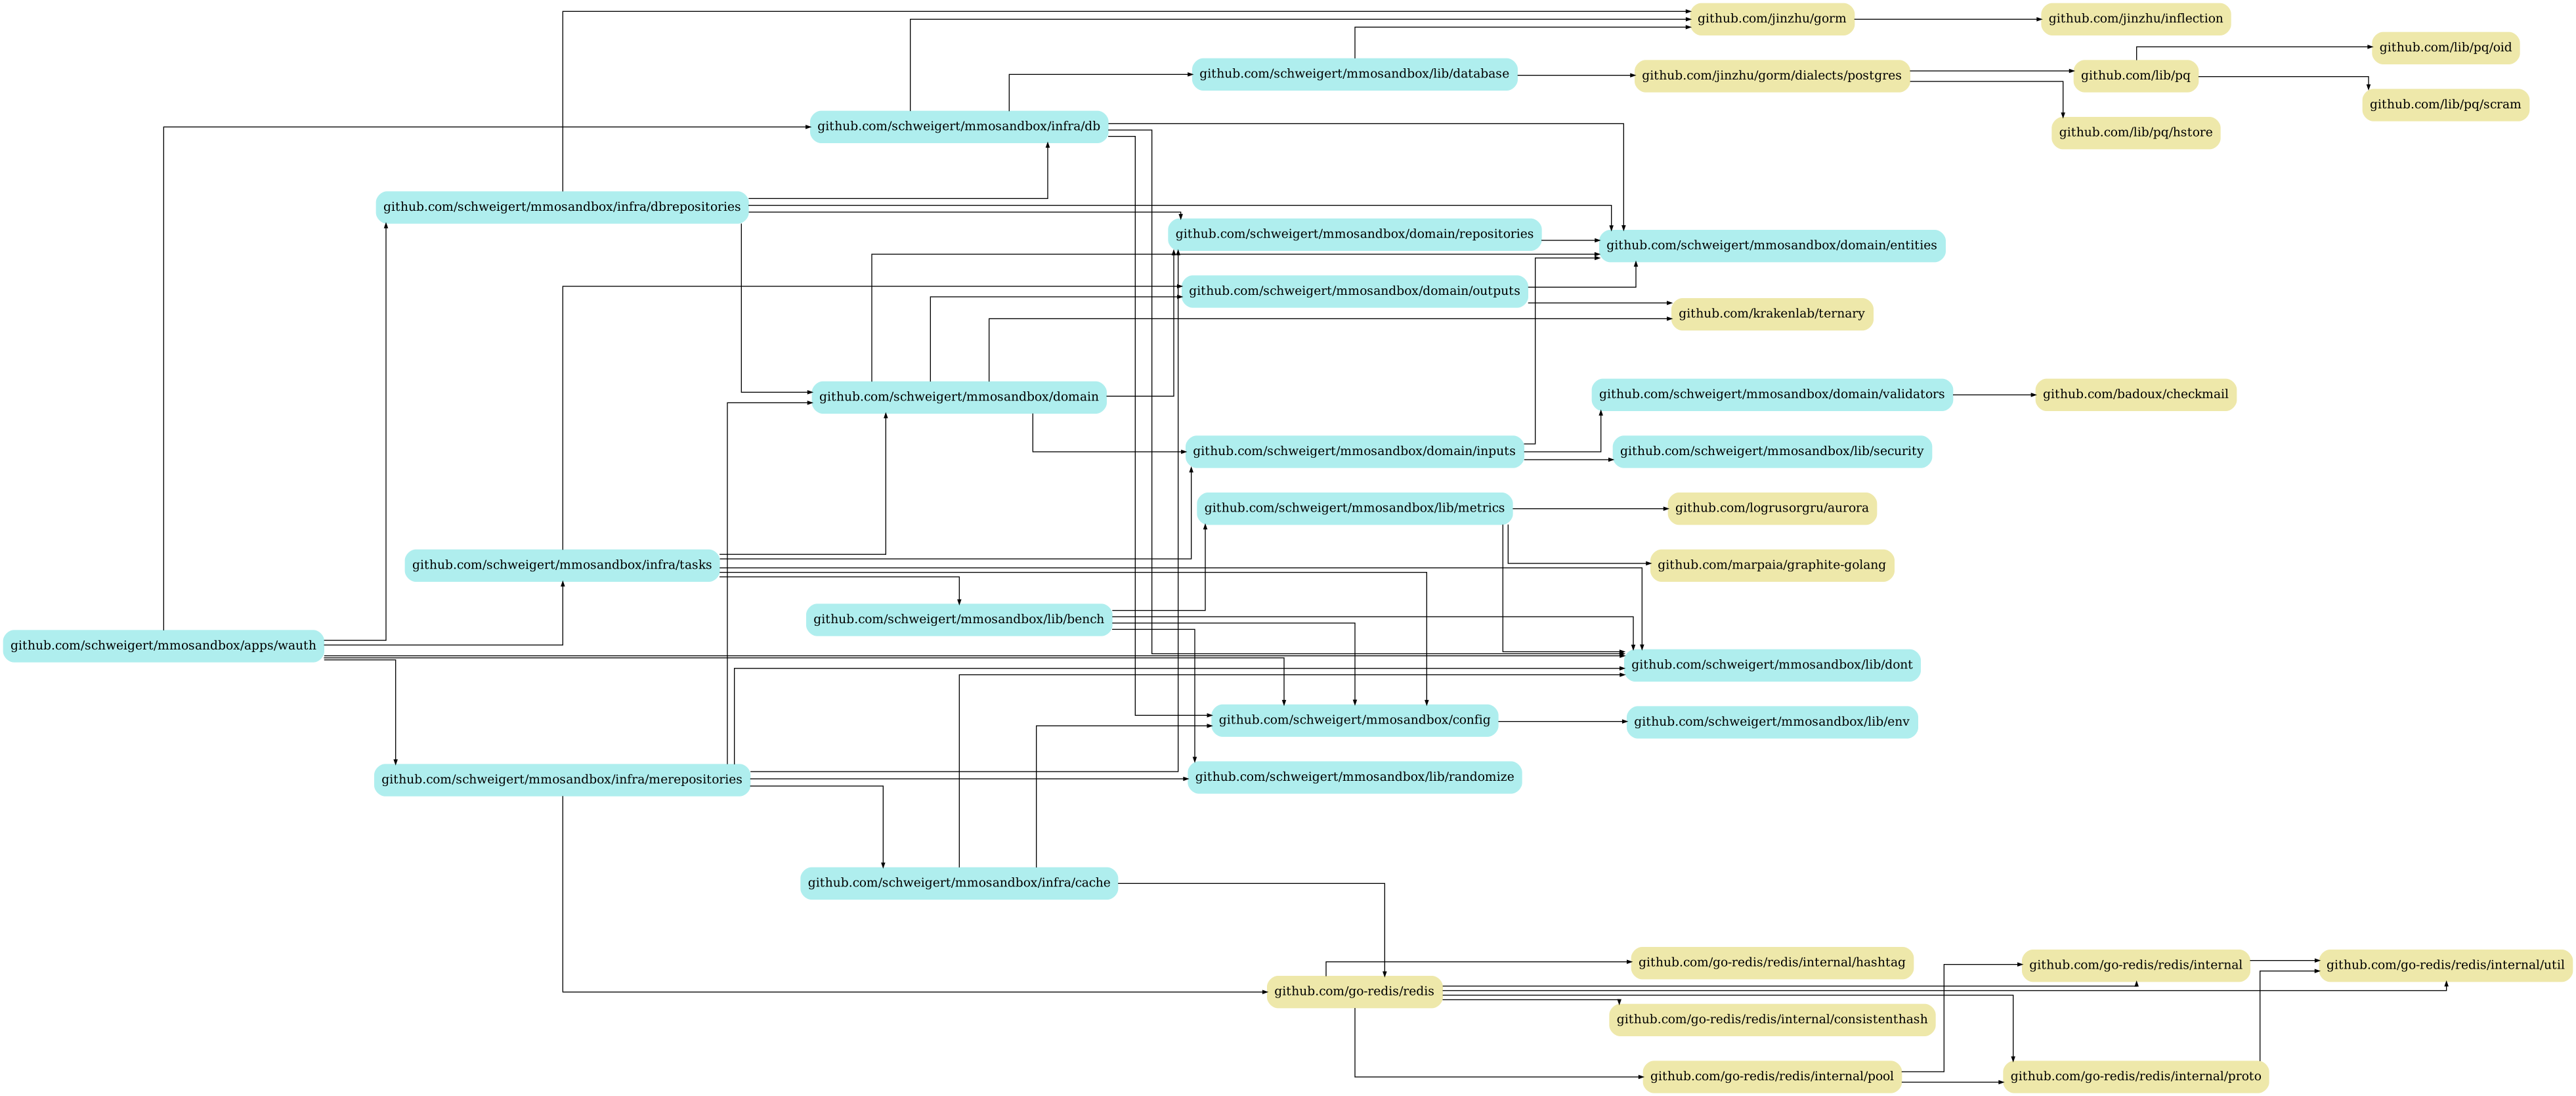 github.com/jinzhu/gorm
github.com/jinzhu/inflection
github.com/lib/pq/oid
github.com/schweigert/mmosandbox/lib/database
github.com/jinzhu/gorm/dialects/postgres
github.com/lib/pq
github.com/lib/pq/scram
github.com/schweigert/mmosandbox/infra/db
github.com/lib/pq/hstore
github.com/schweigert/mmosandbox/infra/dbrepositories
github.com/schweigert/mmosandbox/domain/repositories
github.com/schweigert/mmosandbox/domain/entities
github.com/schweigert/mmosandbox/domain/outputs
github.com/krakenlab/ternary
github.com/schweigert/mmosandbox/domain
github.com/schweigert/mmosandbox/domain/validators
github.com/badoux/checkmail
github.com/schweigert/mmosandbox/domain/inputs
github.com/schweigert/mmosandbox/lib/security
github.com/schweigert/mmosandbox/lib/metrics
github.com/logrusorgru/aurora
github.com/schweigert/mmosandbox/infra/tasks
github.com/marpaia/graphite-golang
github.com/schweigert/mmosandbox/lib/bench
github.com/schweigert/mmosandbox/apps/wauth
github.com/schweigert/mmosandbox/lib/dont
github.com/schweigert/mmosandbox/config
github.com/schweigert/mmosandbox/lib/env
github.com/schweigert/mmosandbox/infra/merepositories
github.com/schweigert/mmosandbox/lib/randomize
github.com/schweigert/mmosandbox/infra/cache
github.com/go-redis/redis/internal/hashtag
github.com/go-redis/redis/internal
github.com/go-redis/redis/internal/util
github.com/go-redis/redis
github.com/go-redis/redis/internal/consistenthash
github.com/go-redis/redis/internal/pool
github.com/go-redis/redis/internal/proto